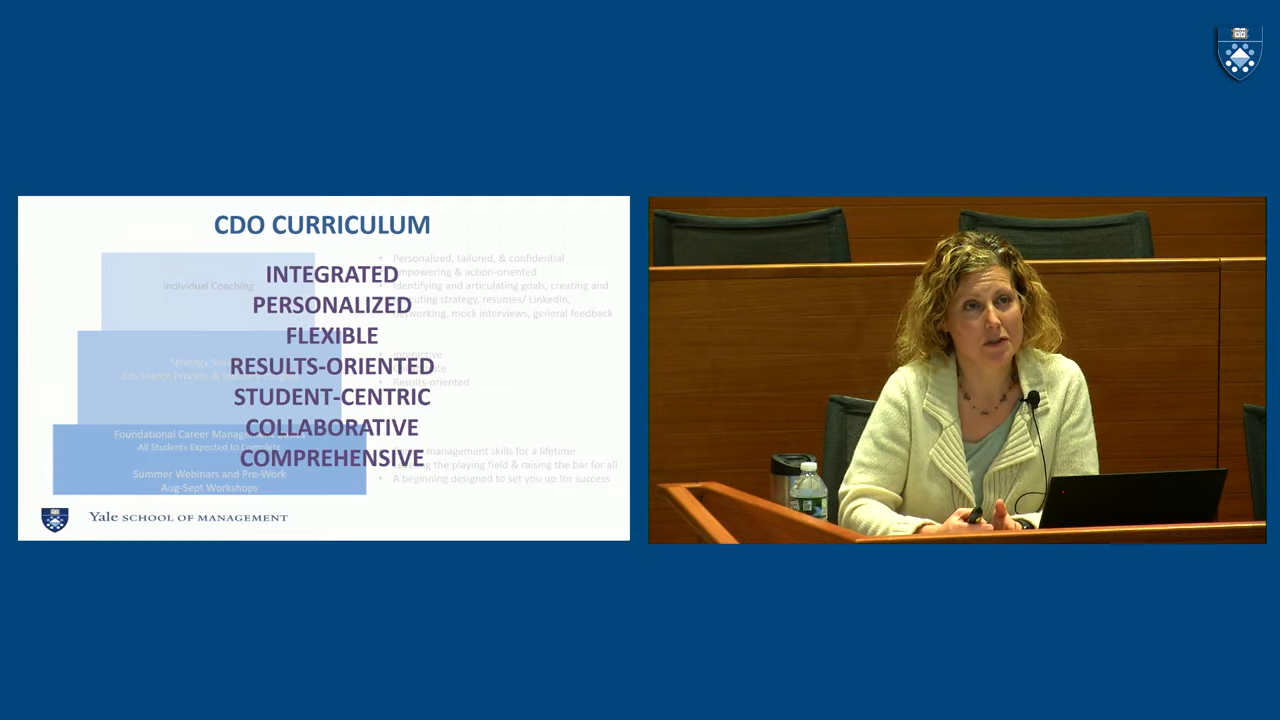 CDO CURRICULUM
INTEGRATED
PERSONALIZED
FLEXIBLE
RESULTS-ORIENTED
STUDENT-CENTRIC
COLLABORATIVE
COMPREHENSIVE
Individual Coaching
Foundational Career
All Students Expected to Complete
Summer Webinars and Pre-Work
Aug-Sept Workshops
• Personalized, tailored, & confidential
empowering & action-oriented
Identifying and articulating goals, creating and
strategy, resumes/ LinkedIn,
networking, mock interviews, general feedback
Interactive
Results-oriented
management skills for a lifetime
the playing field & raising the bar for all
• A beginning designed to set you up for success
Yale SCHOOL OF MANAGEMENT